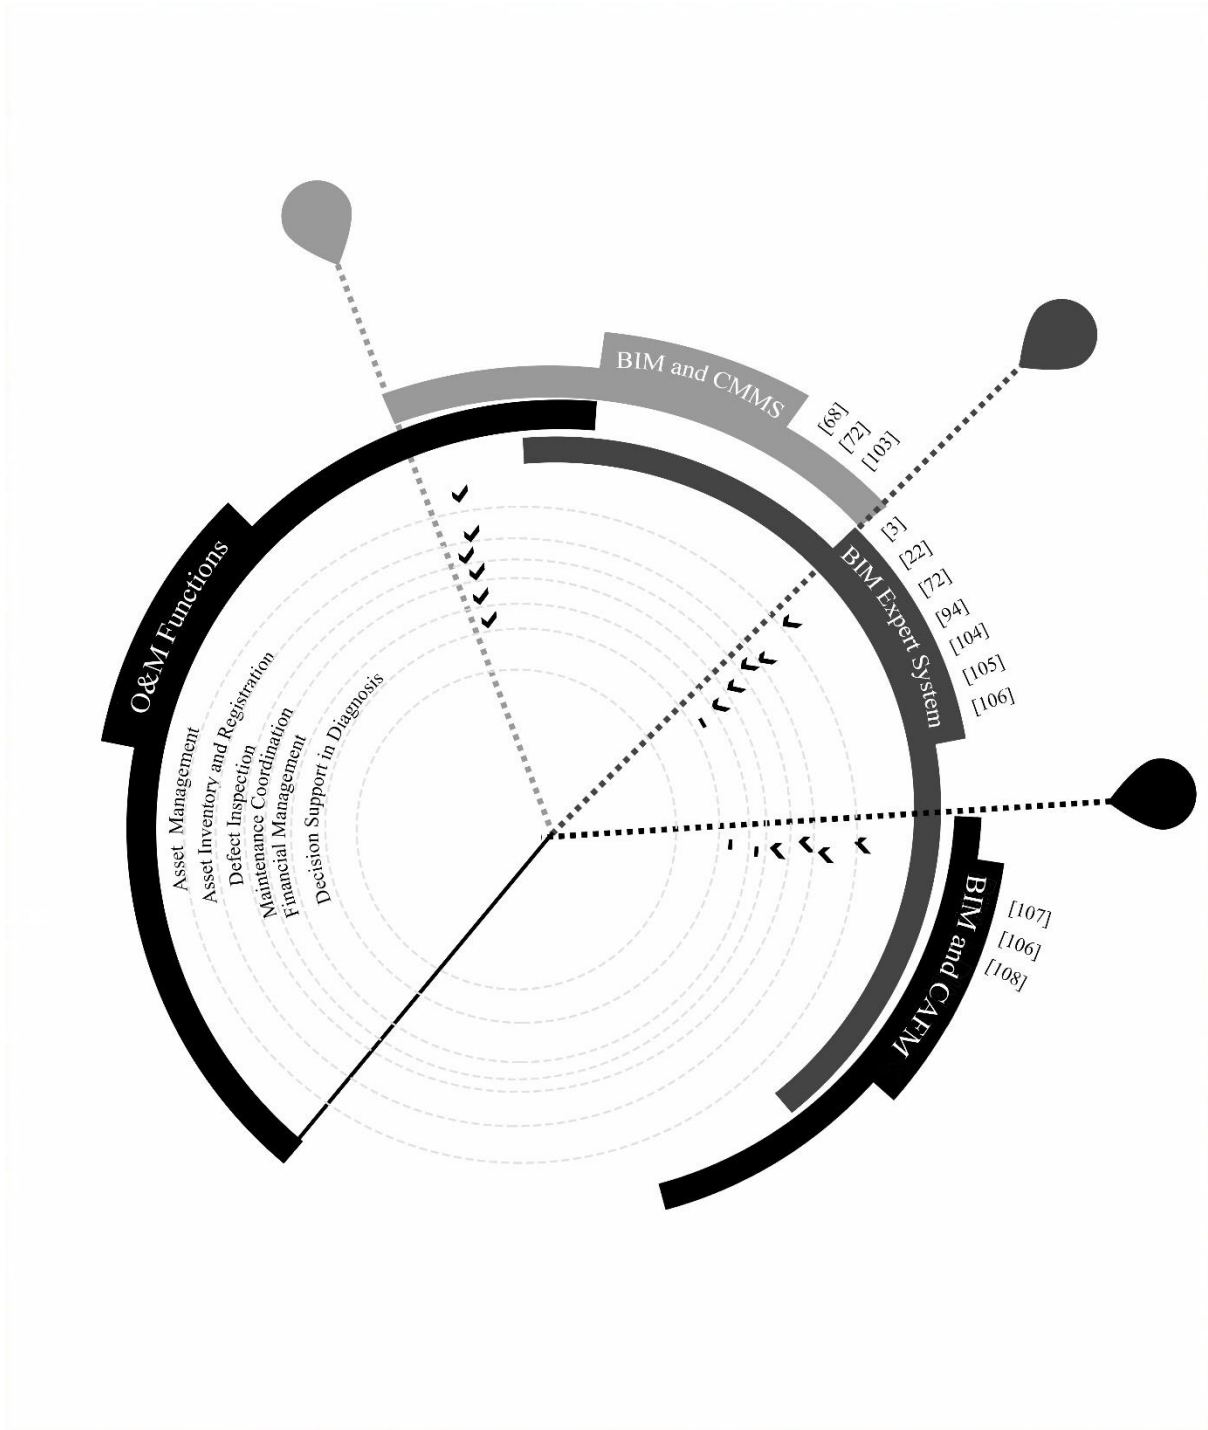 BIM and CMMS
[68]
[72]
[103]
BIM Expert System
[3]
[22]
[72]
[94]
[104]
[105]
[106]
BIM and CAFM
[107]
[106]
[108]
O&M Functions
Asset Management
Asset Inventory and Registration
Defect Inspection
Maintenance Coordination
Financial Management
Decision Support in Diagnosis